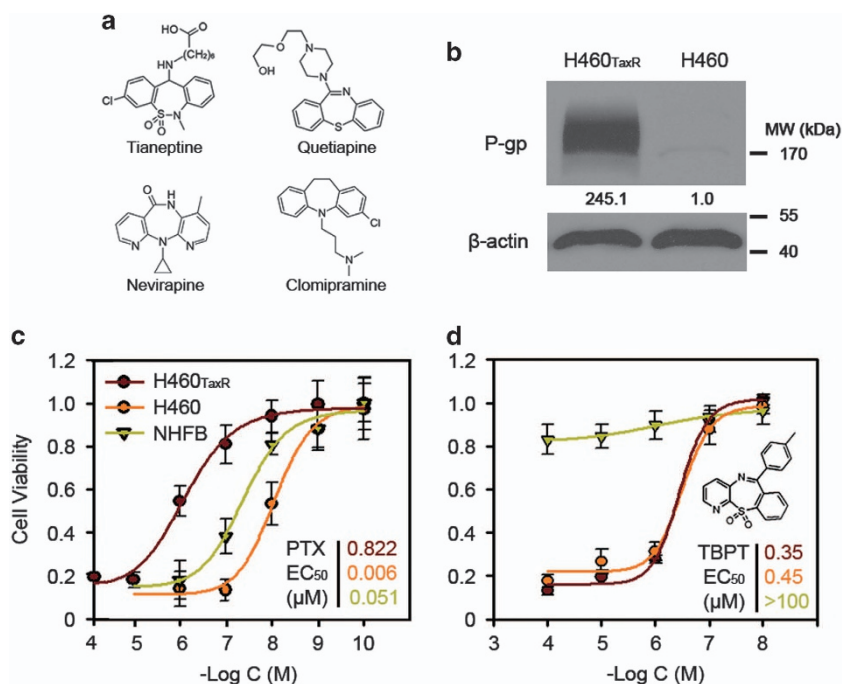 a
HO
O
(CH₂)₆
HN
Cl
S
O O
N
Tianeptine
O
OH
N
N
N
S
Quetiapine
O
NH
N
N
N
Nevirapine
N
Cl
N
Clomipramine
b
H460TaxR H460
P-gp
MW (kDa)
170
245.1 1.0
55
β-actin
40
c
Cell Viability
1.2
1.0
0.8
0.6
0.4
0.2
0
H460TaxR
H460
NHFB
PTX 0.822
EC50 0.006
(µM) 0.051
4 5 6 7 8 9 10
-Log C (M)
d
1.2
1.0
0.8
0.6
0.4
0.2
0
N
N
S
O O
TBPT 0.35
EC50 0.45
(µM) >100
3 4 5 6 7 8 9
-Log C (M)